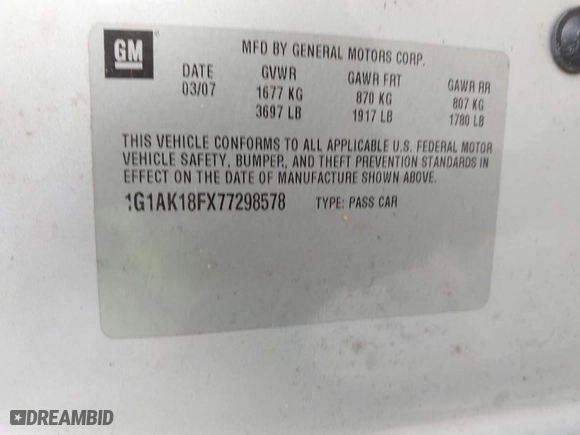 GM
MFD BY GENERAL MOTORS CORP.
DATE GVWR GAWR FRT GAWR RR
03/07 1677 KG 870 KG 807 KG
3697 LB 1917 LB 1780 LB
THIS VEHICLE CONFORMS TO ALL APPLICABLE U.S. FEDERAL MOTOR
VEHICLE SAFETY, BUMPER, AND THEFT PREVENTION STANDARDS IN
EFFECT ON THE DATE OF MANUFACTURE SHOWN ABOVE.
1G1AK18FX77298578 TYPE: PASS CAR
DREAMBID